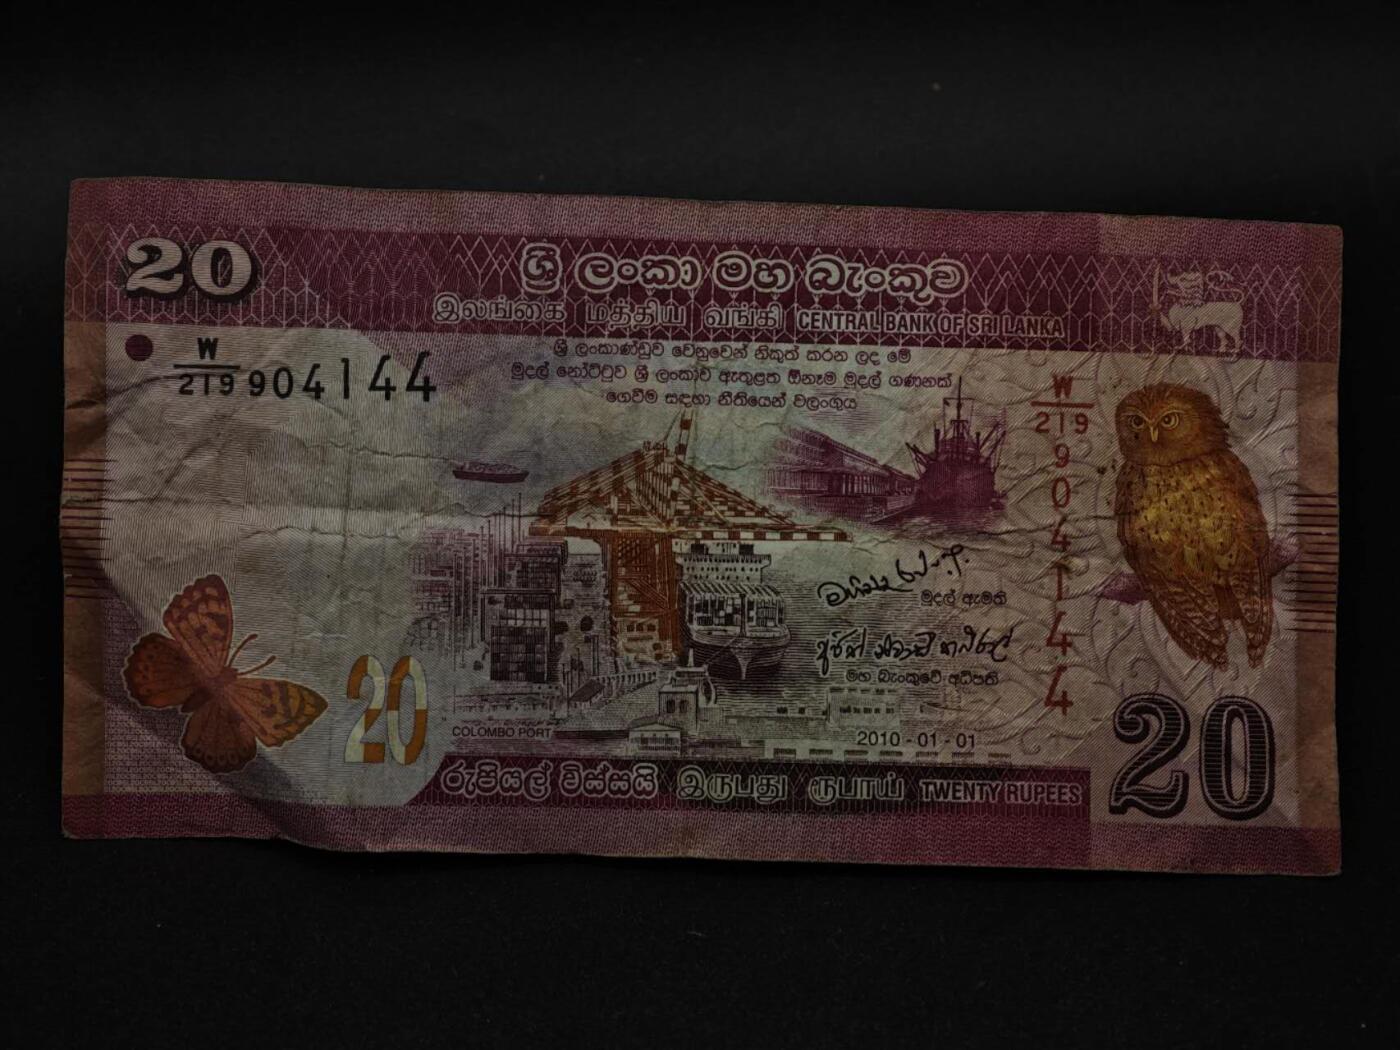 20
ශ්‍රී ලංකා මහ බැංකුව
இலங்கை மத்திய வங்கி CENTRAL BANK OF SRI LANKA
W/219 904144
ශ්‍රී ලංකාණ්ඩුව වෙනුවෙන් නිකුත් කරන ලද මේ
මුදල් නෝට්ටුව ශ්‍රී ලංකාව ඇතුළත ඕනෑම මුදල් ගණනක්
ගෙවීම සඳහා නීතියෙන් වලංගුය
W/219 904144
මුදල් ඇමති
මහ බැංකුවේ අධිපති
20
COLOMBO PORT
2010-01-01
රුපියල් විස්සයි இருபது ரூபாய் TWENTY RUPEES
20